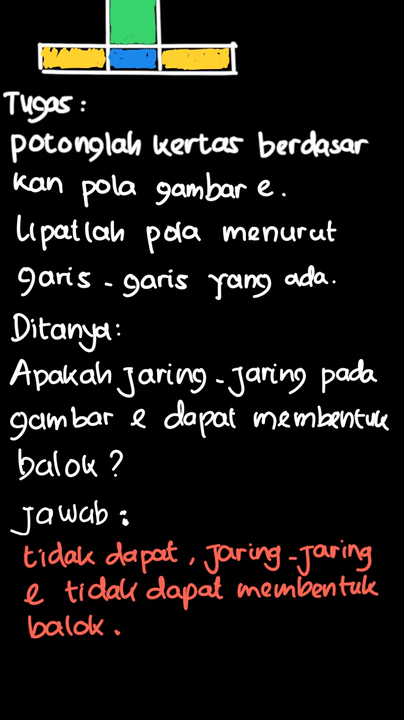 Tugas :
potonglah kertas berdasar
kan pola gambar e.
lipatlah pola menurut
garis - garis yang ada.
Ditanya:
Apakah Jaring - Jaring pada
gambar e dapat membentuk
balok ?
Jawab :
tidak dapat, Jaring - Jaring
e tidak dapat membentuk
balok .